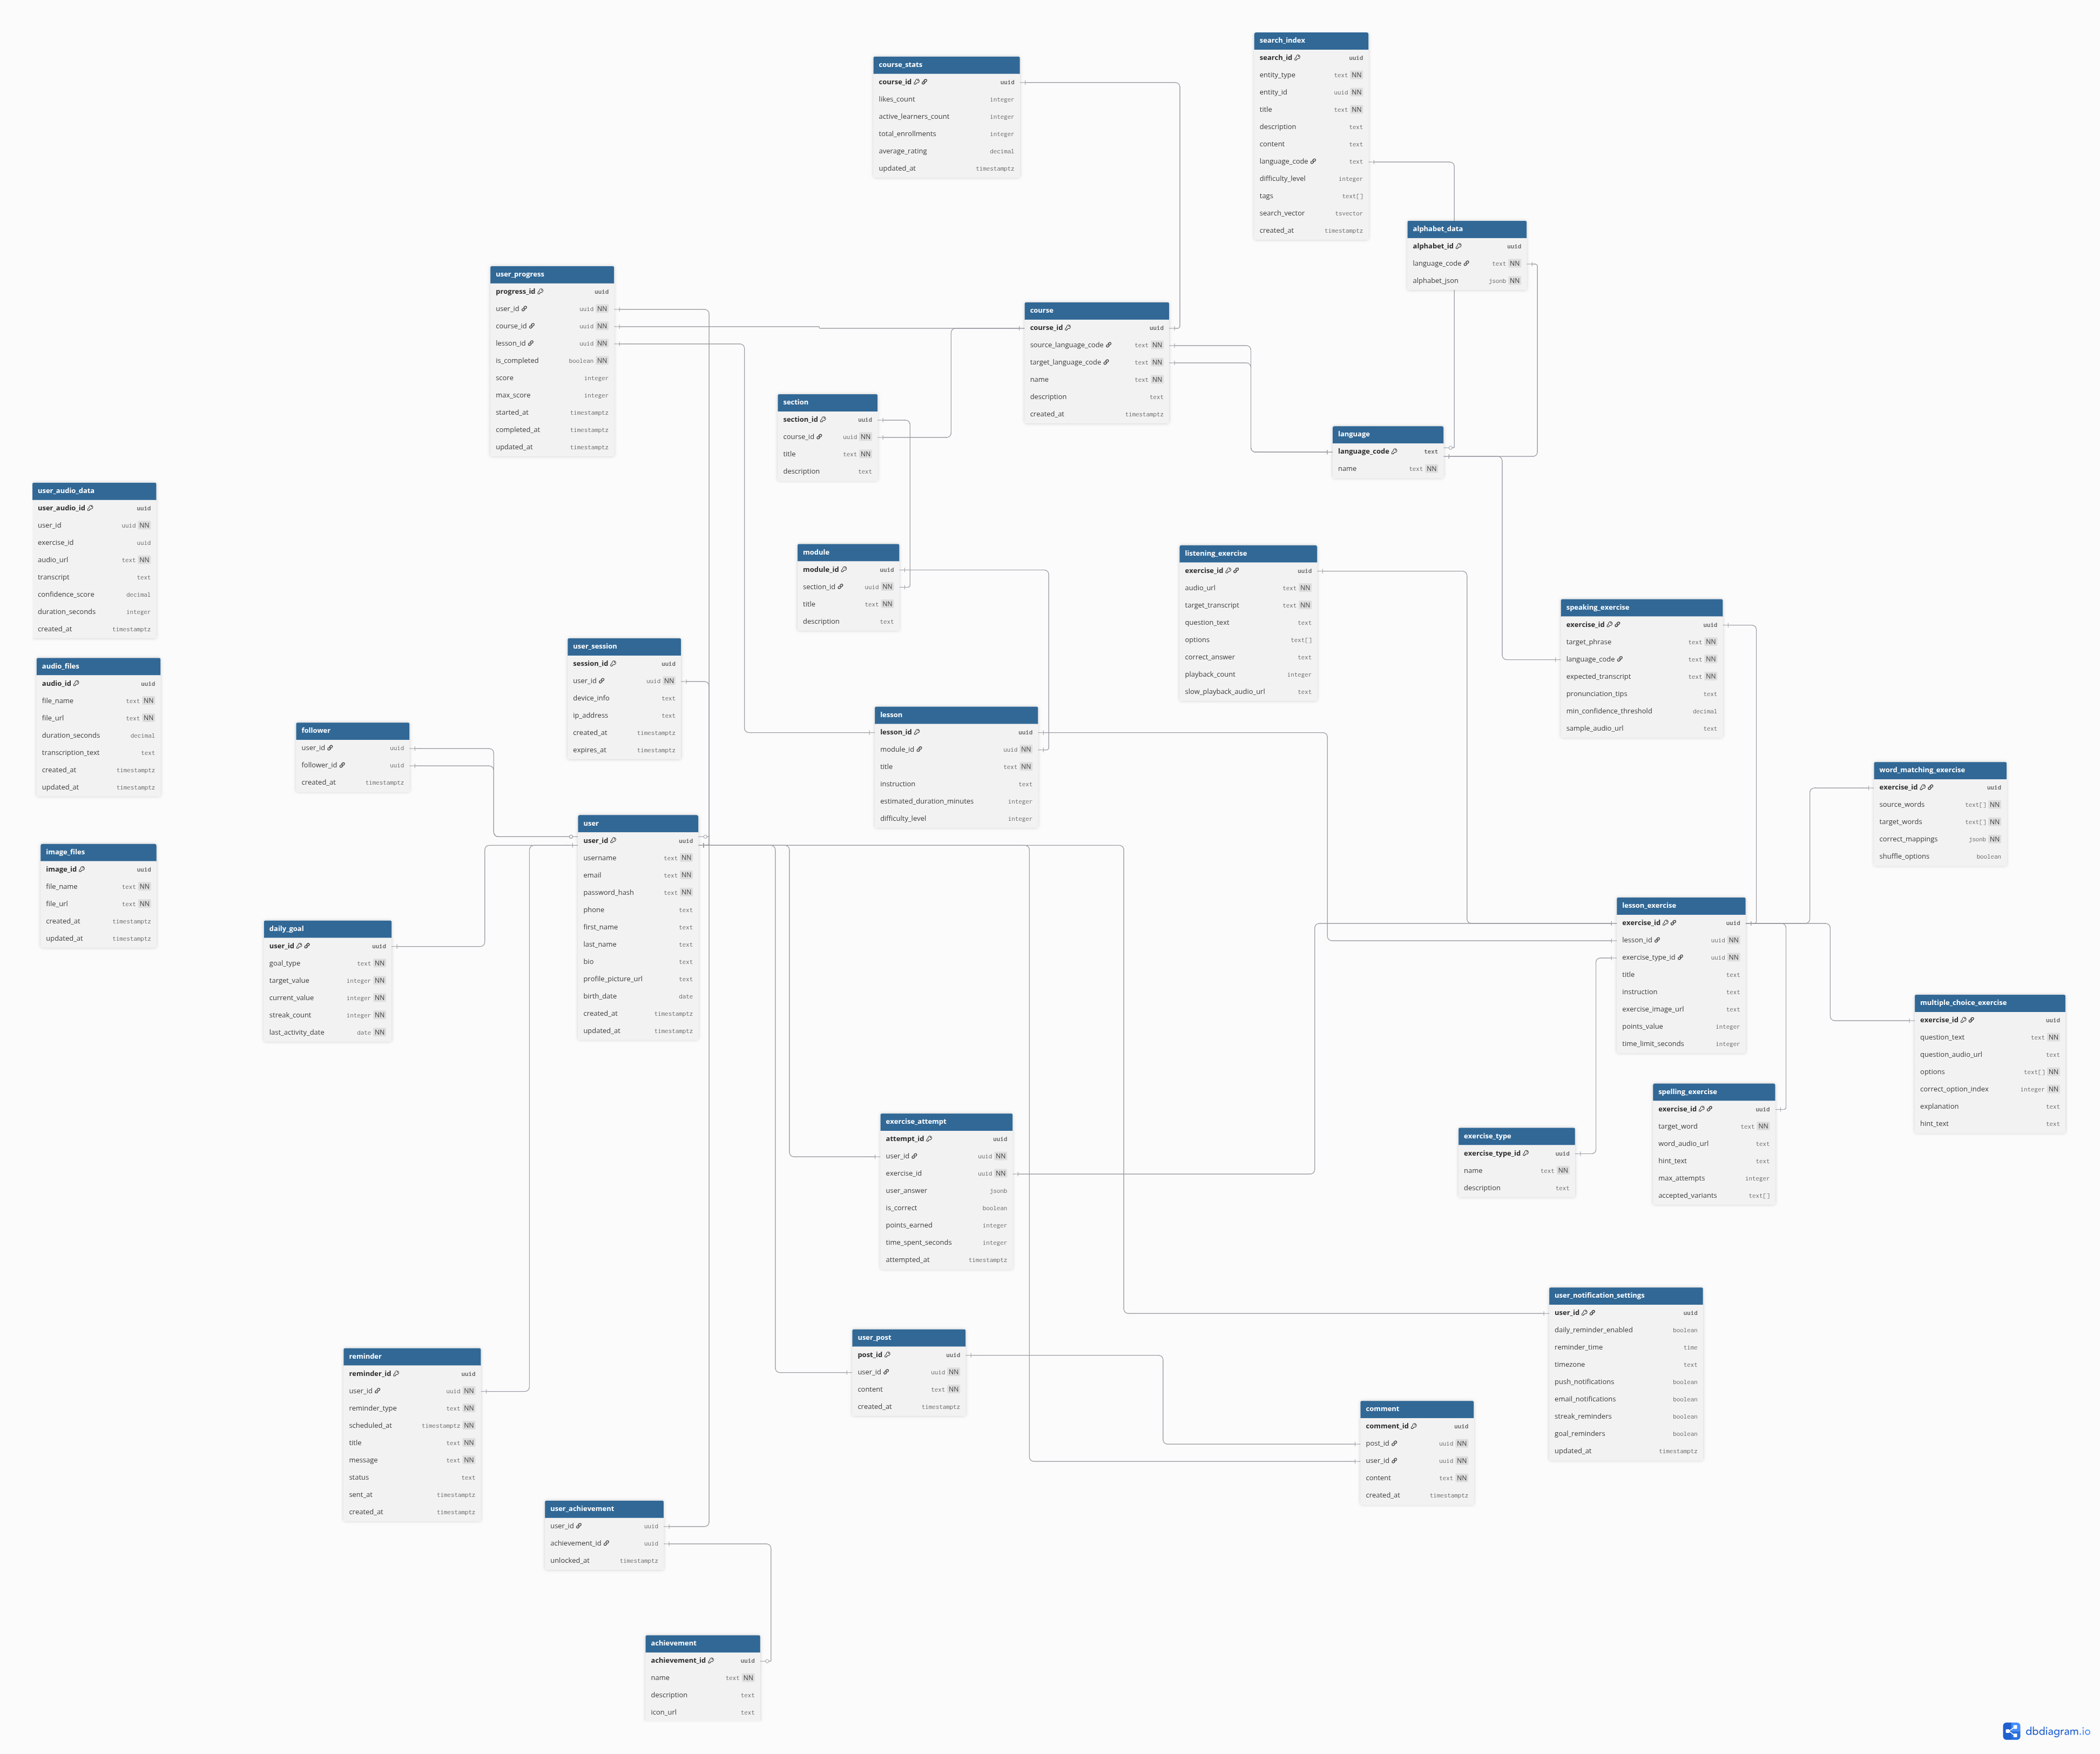 search_index
search_id uuid
entity_type text NN
entity_id uuid NN
title text NN
description text
content text
language_code text
difficulty_level integer
tags text[]
search_vector tsvector
created_at timestamptz
course_stats
course_id uuid
likes_count integer
active_learners_count integer
total_enrollments integer
average_rating decimal
updated_at timestamptz
alphabet_data
alphabet_id uuid
language_code text NN
alphabet_json jsonb NN
user_progress
progress_id uuid
user_id uuid NN
course_id uuid NN
lesson_id uuid NN
is_completed boolean NN
score integer
max_score integer
started_at timestamptz
completed_at timestamptz
updated_at timestamptz
course
course_id uuid
source_language_code text NN
target_language_code text NN
name text NN
description text
created_at timestamptz
section
section_id uuid
course_id uuid NN
title text NN
description text
language
language_code text
name text NN
user_audio_data
user_audio_id uuid
user_id uuid NN
exercise_id uuid
audio_url text NN
transcript text
confidence_score decimal
duration_seconds integer
created_at timestamptz
module
module_id uuid
section_id uuid NN
title text NN
description text
listening_exercise
exercise_id uuid
audio_url text NN
target_transcript text NN
question_text text
options text[]
correct_answer text
playback_count integer
slow_playback_audio_url text
speaking_exercise
exercise_id uuid
target_phrase text NN
language_code text NN
expected_transcript text NN
pronunciation_tips text
min_confidence_threshold decimal
sample_audio_url text
user_session
session_id uuid
user_id uuid NN
device_info text
ip_address text
created_at timestamptz
expires_at timestamptz
audio_files
audio_id uuid
file_name text NN
file_url text NN
duration_seconds decimal
transcription_text text
created_at timestamptz
updated_at timestamptz
lesson
lesson_id uuid
module_id uuid NN
title text NN
instruction text
estimated_duration_minutes integer
difficulty_level integer
follower
user_id uuid
follower_id uuid
created_at timestamptz
word_matching_exercise
exercise_id uuid
source_words text[] NN
target_words text[] NN
correct_mappings jsonb NN
shuffle_options boolean
user
user_id uuid
username text NN
email text NN
password_hash text NN
phone text
first_name text
last_name text
bio text
profile_picture_url text
birth_date date
created_at timestamptz
updated_at timestamptz
image_files
image_id uuid
file_name text NN
file_url text NN
created_at timestamptz
updated_at timestamptz
lesson_exercise
exercise_id uuid
lesson_id uuid NN
exercise_type_id uuid NN
title text
instruction text
exercise_image_url text
points_value integer
time_limit_seconds integer
daily_goal
user_id uuid
goal_type text NN
target_value integer NN
current_value integer NN
streak_count integer NN
last_activity_date date NN
multiple_choice_exercise
exercise_id uuid
question_text text NN
question_audio_url text
options text[] NN
correct_option_index integer NN
explanation text
hint_text text
spelling_exercise
exercise_id uuid
target_word text NN
word_audio_url text
hint_text text
max_attempts integer
accepted_variants text[]
exercise_attempt
attempt_id uuid
user_id uuid NN
exercise_id uuid NN
user_answer jsonb
is_correct boolean
points_earned integer
time_spent_seconds integer
attempted_at timestamptz
exercise_type
exercise_type_id uuid
name text NN
description text
user_notification_settings
user_id uuid
daily_reminder_enabled boolean
reminder_time time
timezone text
push_notifications boolean
email_notifications boolean
streak_reminders boolean
goal_reminders boolean
updated_at timestamptz
user_post
post_id uuid
user_id uuid NN
content text NN
created_at timestamptz
reminder
reminder_id uuid
user_id uuid NN
reminder_type text NN
scheduled_at timestamptz NN
title text NN
message text NN
status text
sent_at timestamptz
created_at timestamptz
comment
comment_id uuid
post_id uuid NN
user_id uuid NN
content text NN
created_at timestamptz
user_achievement
user_id uuid
achievement_id uuid
unlocked_at timestamptz
achievement
achievement_id uuid
name text NN
description text
icon_url text
dbdiagram.io